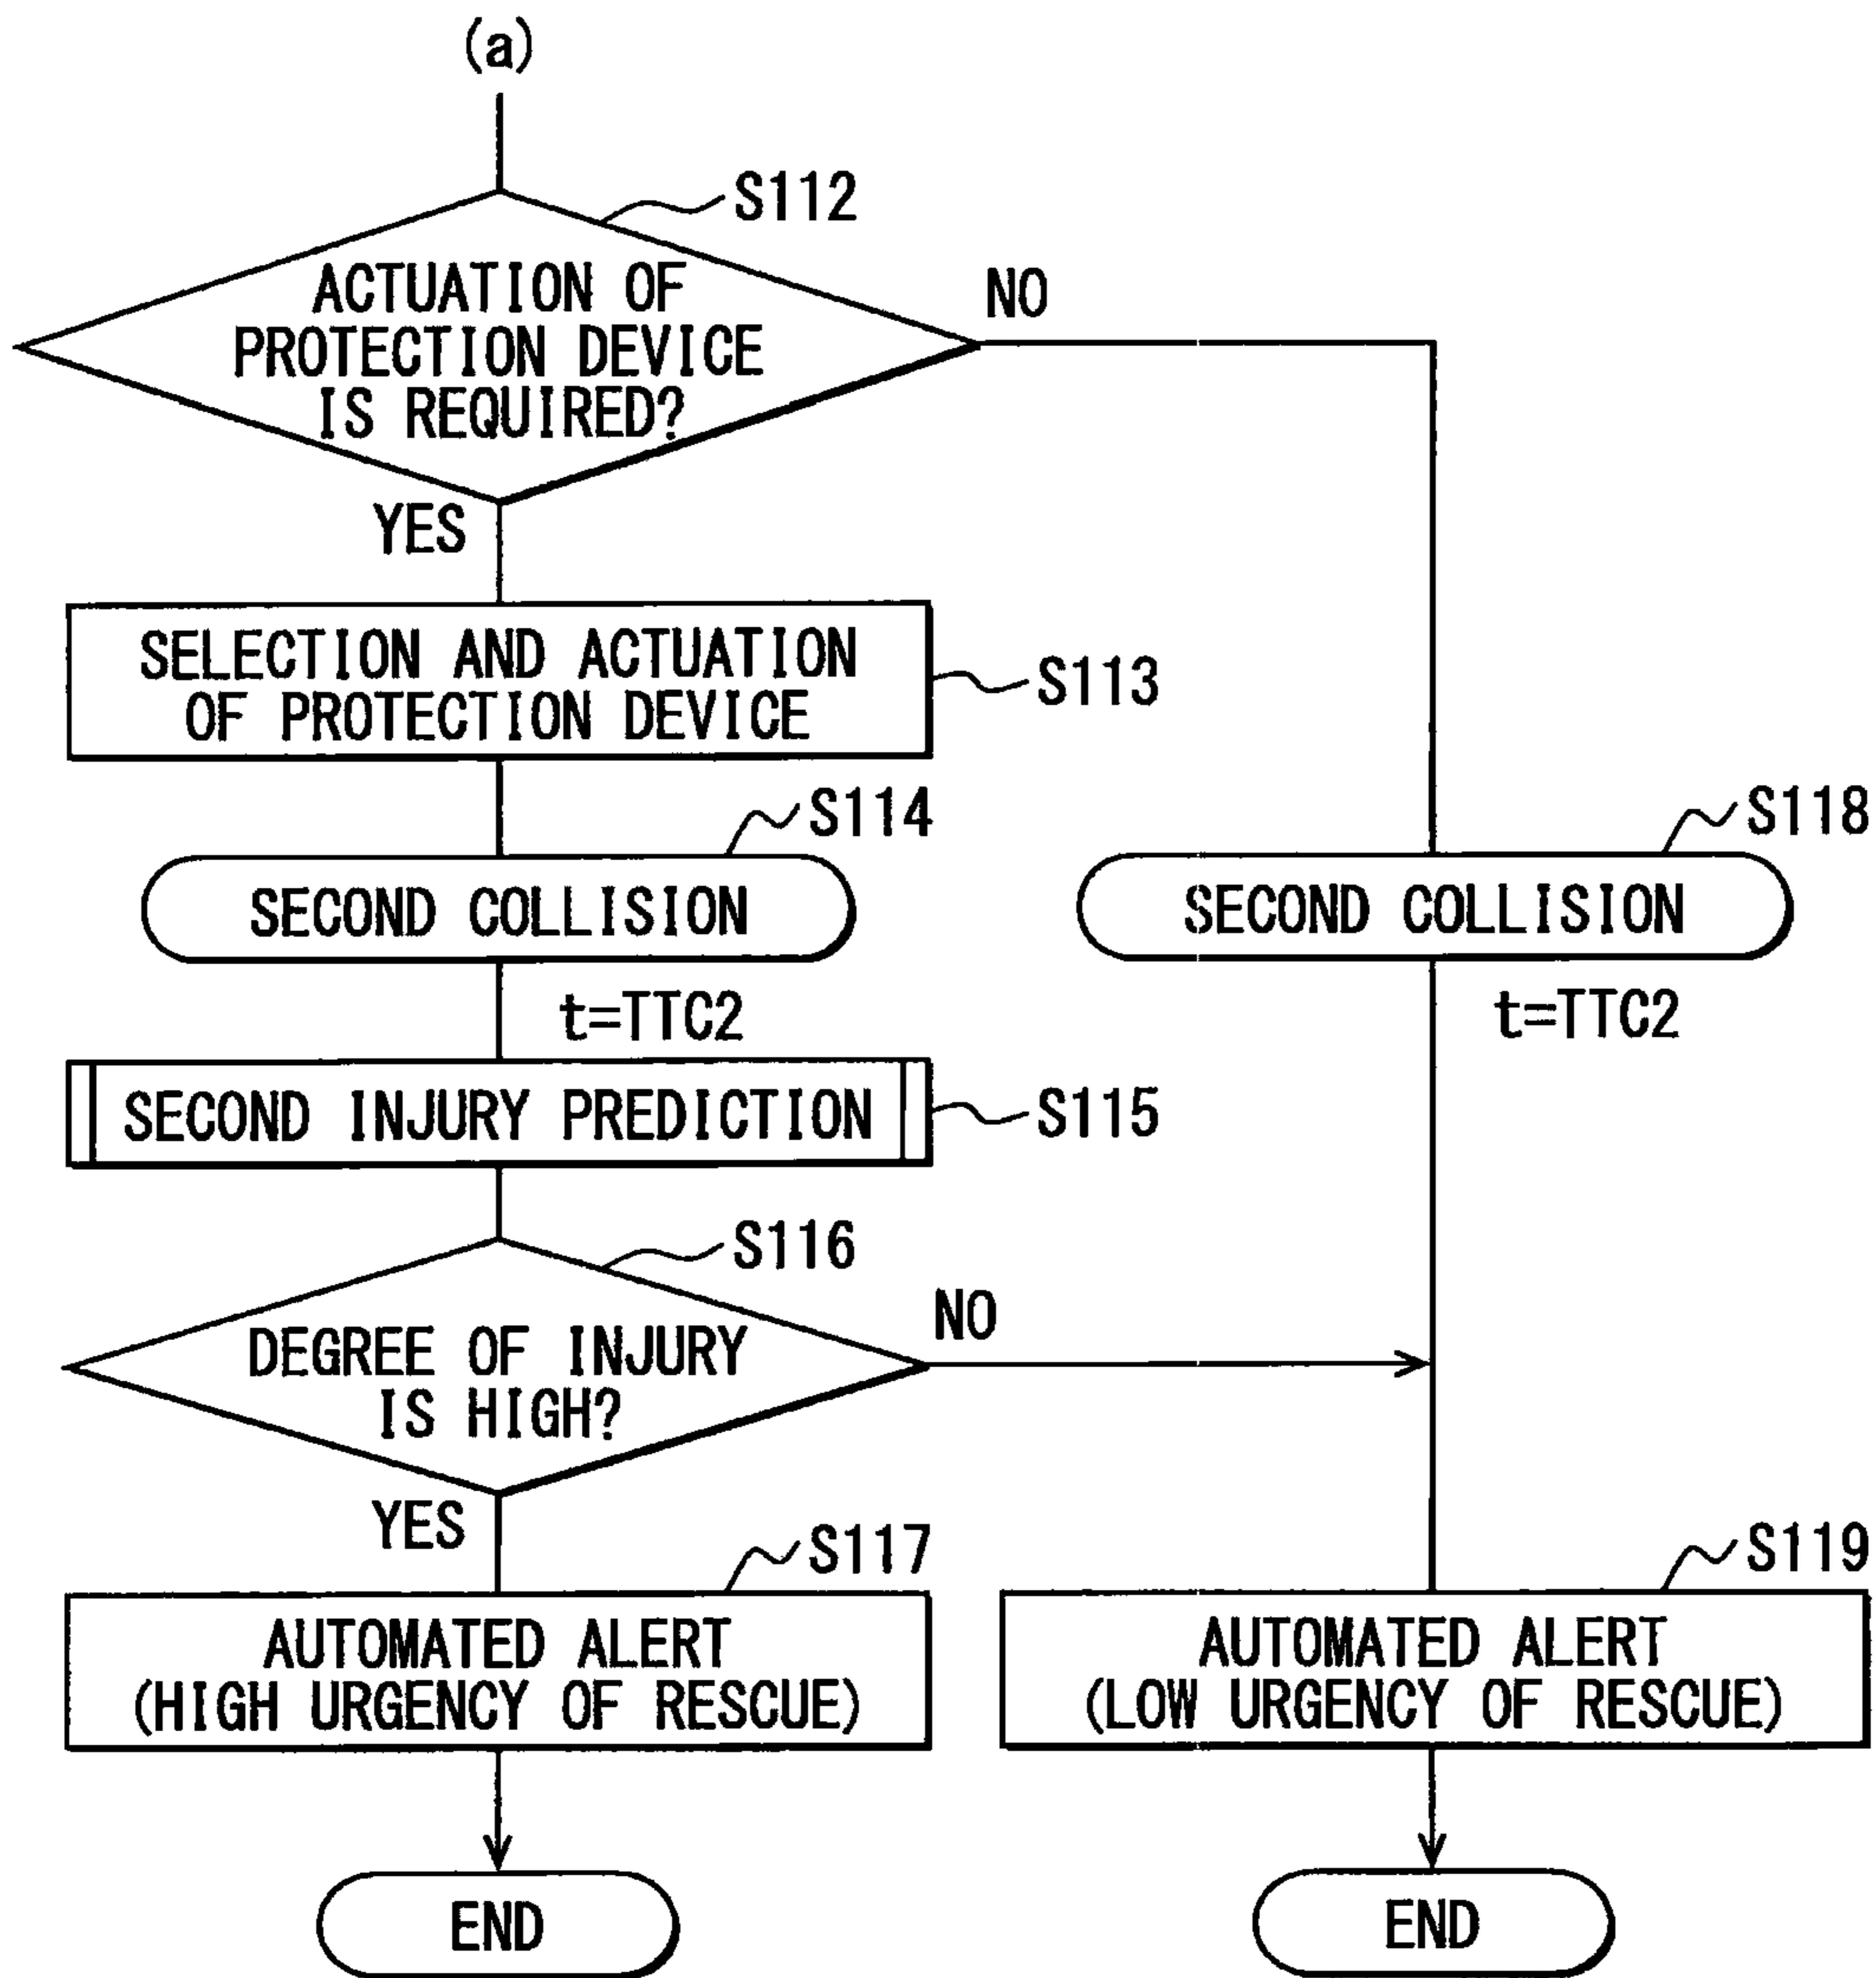 (a)
S112
ACTUATION OF
PROTECTION DEVICE
IS REQUIRED?
NO
YES
SELECTION AND ACTUATION
OF PROTECTION DEVICE
S113
S114
SECOND COLLISION
t=TTC2
S118
SECOND COLLISION
t=TTC2
SECOND INJURY PREDICTION
S115
S116
DEGREE OF INJURY
IS HIGH?
NO
YES
S117
AUTOMATED ALERT
(HIGH URGENCY OF RESCUE)
S119
AUTOMATED ALERT
(LOW URGENCY OF RESCUE)
END
END